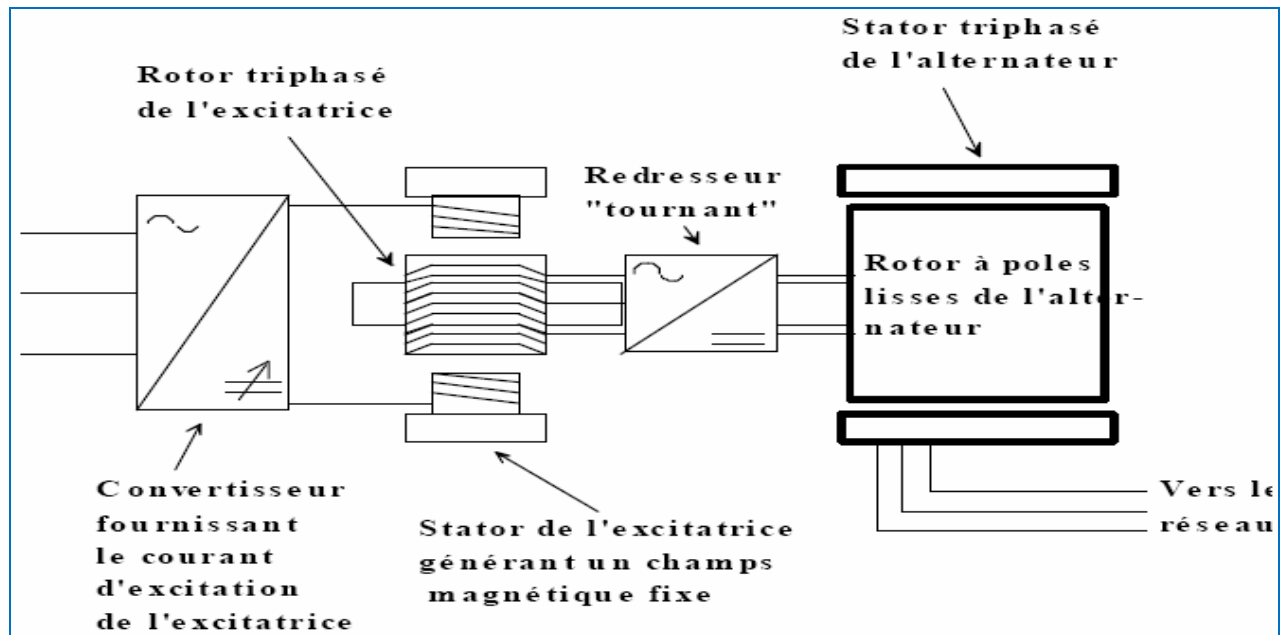 Stator triphasé
de l'alternateur
Rotor triphasé
de l'excitatrice
Redresseur
"tournant"
Rotor à poles
lisses de l'alter-
nateur
Convertisseur
fournissant
le courant
d'excitation
de l'excitatrice
Stator de l'excitatrice
générant un champs
magnétique fixe
Vers le
réseau